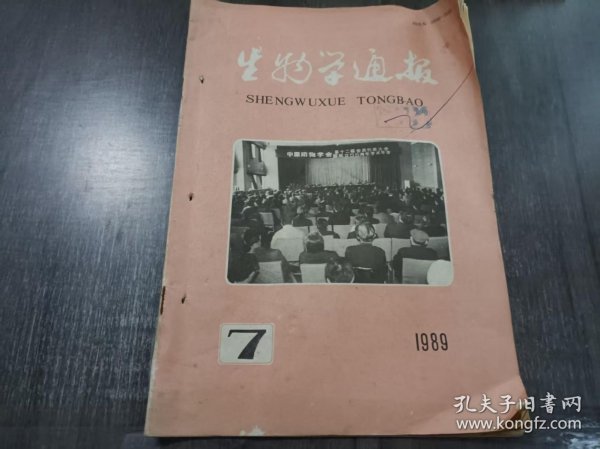 生物学通报
SHENGWUXUE TONGBAO
中国动物学会
7
1989
孔夫子旧书网
www.kongfz.com